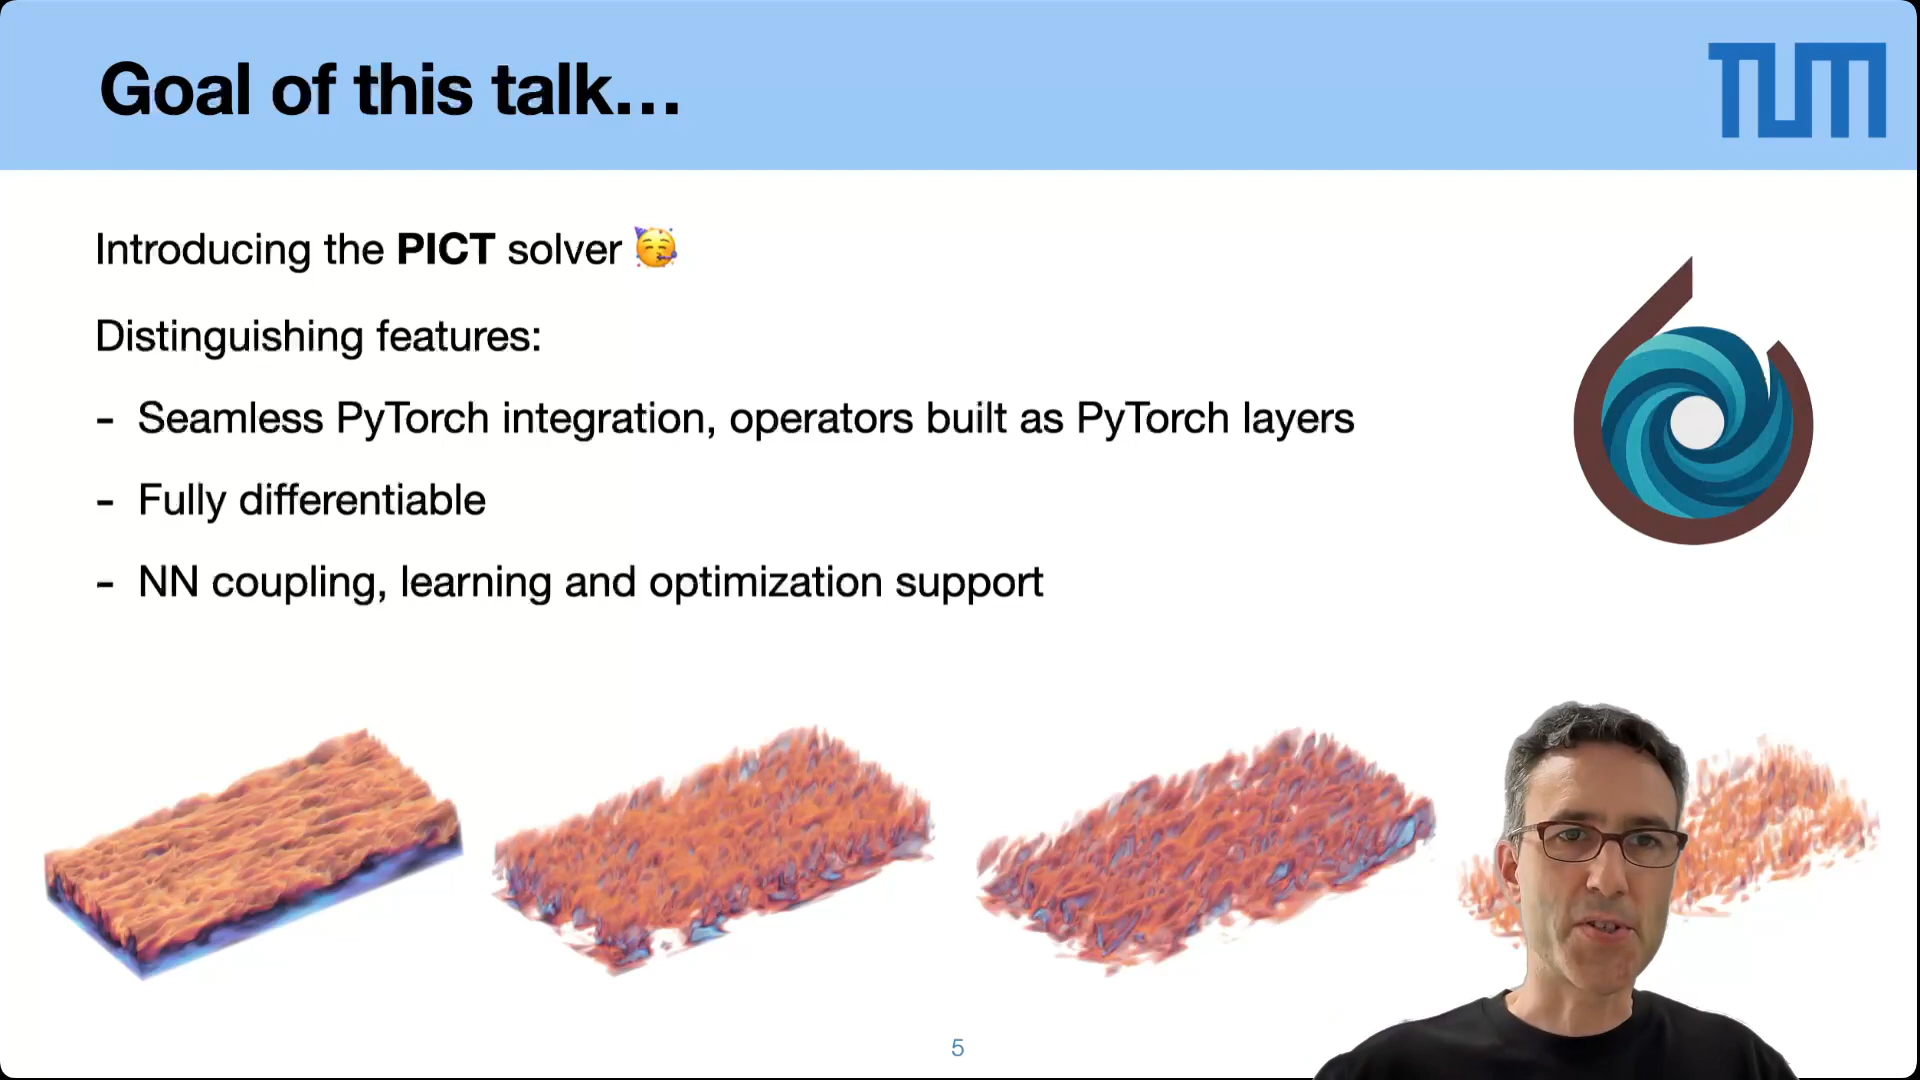 Goal of this talk...
TUM
Introducing the PICT solver 🥳
Distinguishing features:
- Seamless PyTorch integration, operators built as PyTorch layers
- Fully differentiable
- NN coupling, learning and optimization support
5